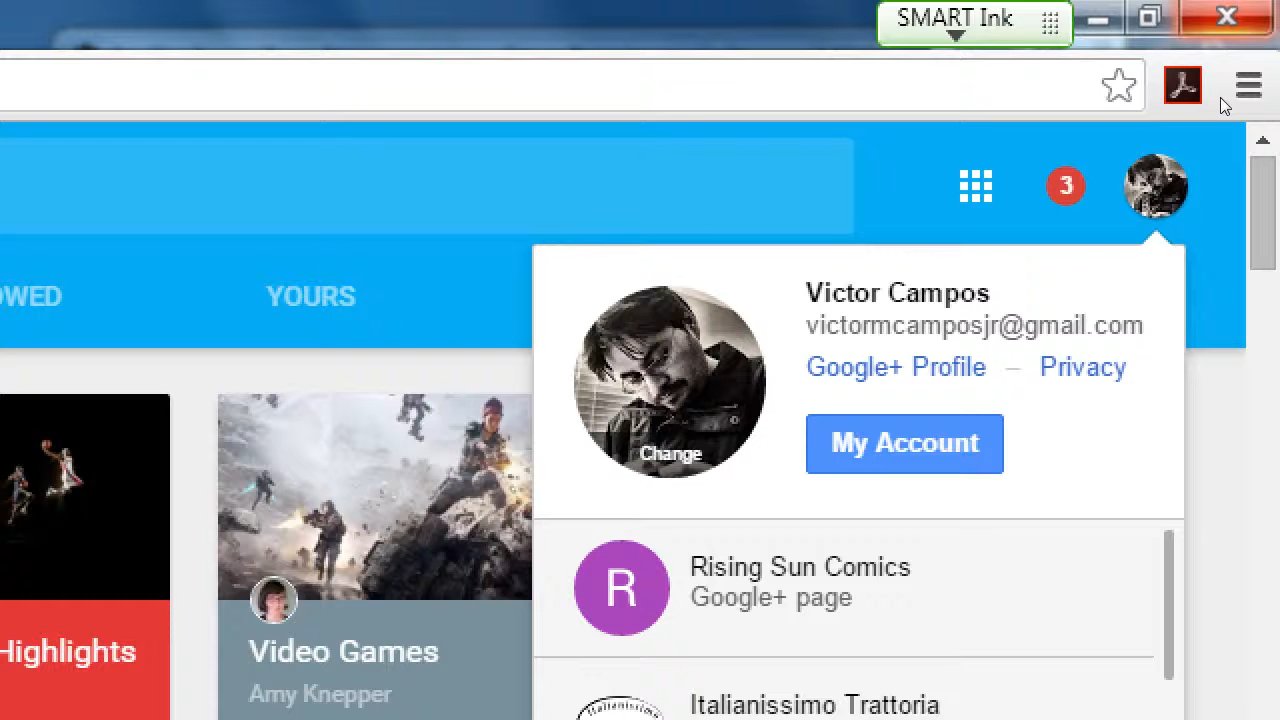 SMART Ink
3
OWED
YOURS
Victor Campos
victormcamposjr@gmail.com
Google+ Profile – Privacy
My Account
Change
R
Rising Sun Comics
Google+ page
Highlights
Video Games
Amy Knepper
Italianissimo
Italianissimo Trattoria